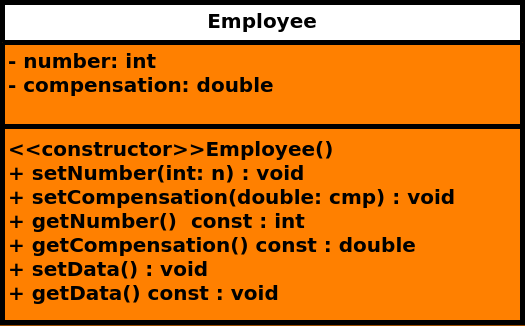 Employee
- number: int
- compensation: double
<<constructor>>Employee()
+ setNumber(int: n) : void
+ setCompensation(double: cmp) : void
+ getNumber()  const : int
+ getCompensation() const : double
+ setData() : void
+ getData() const : void